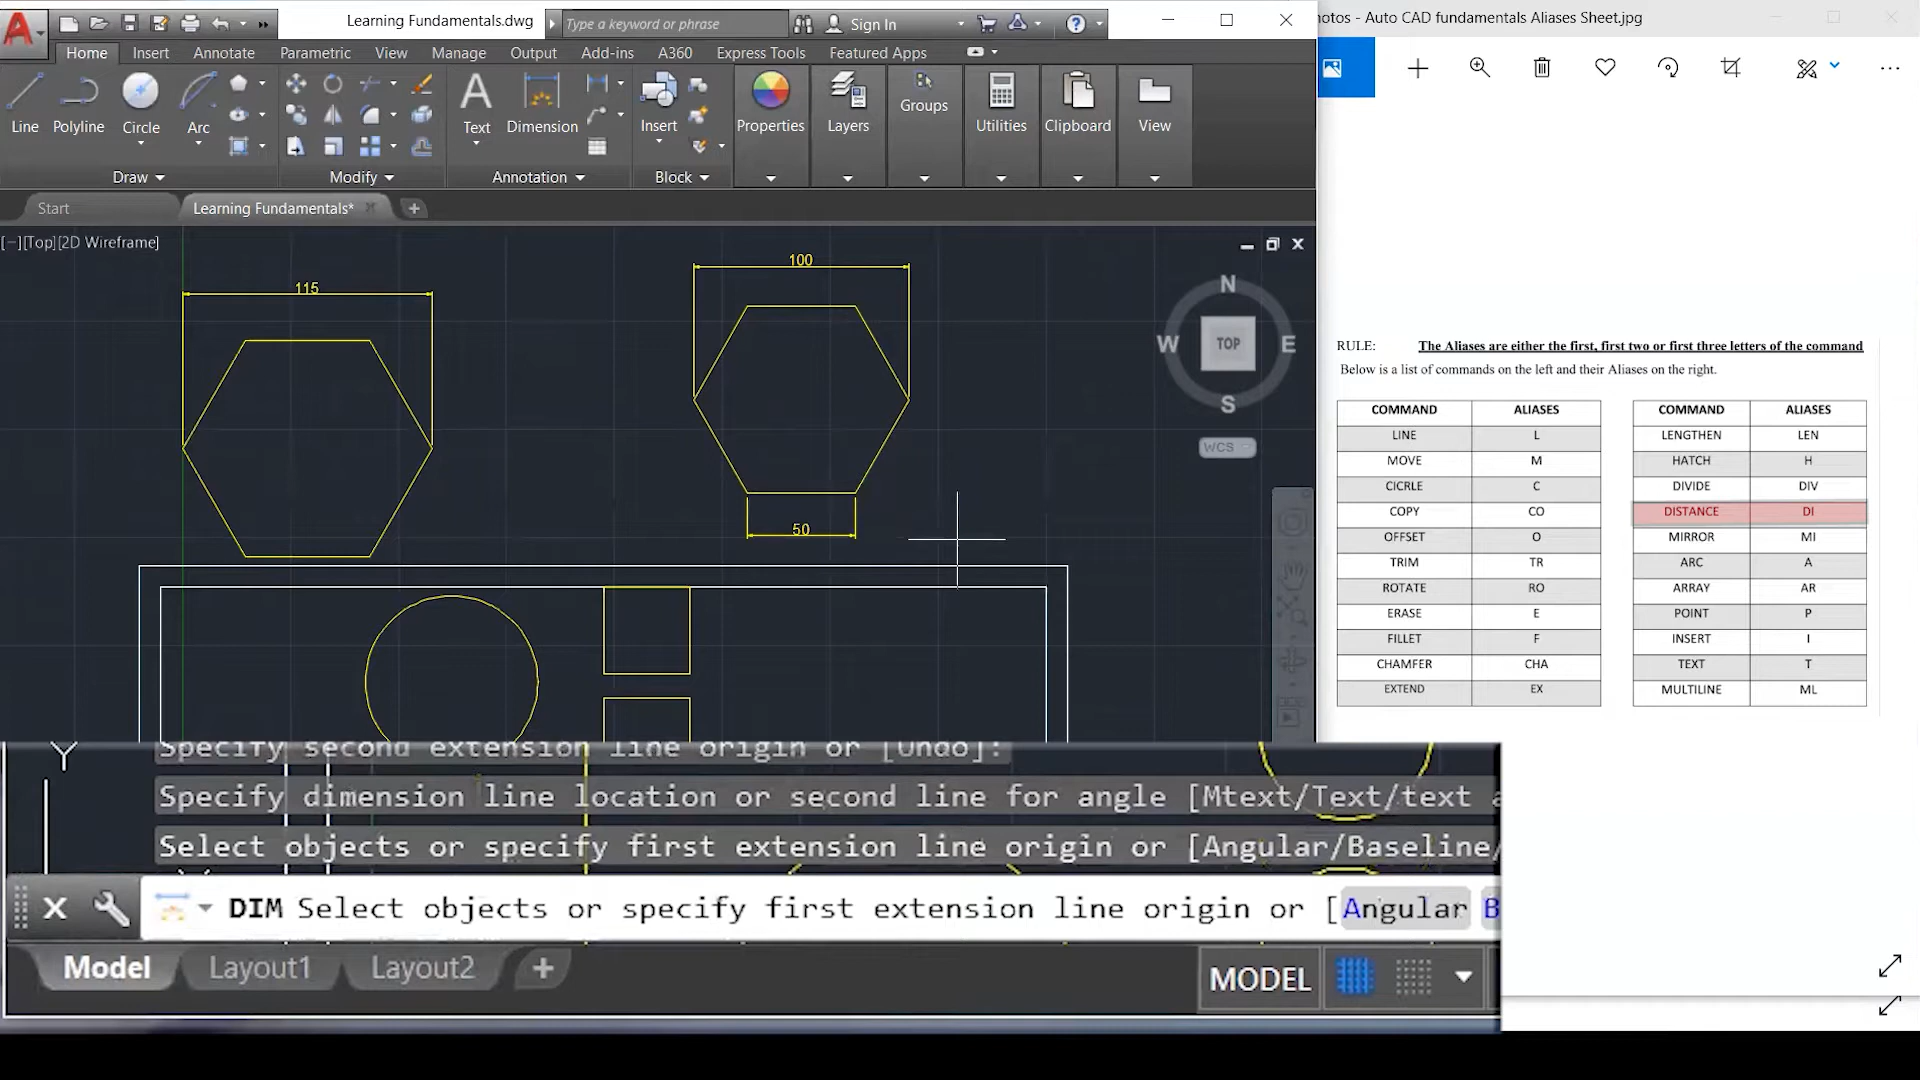 Learning Fundamentals.dwg
Type a keyword or phrase
Sign In
Home Insert Annotate Parametric View Manage Output Add-ins A360 Express Tools Featured Apps
Line Polyline Circle Arc
Text Dimension
Insert
Properties Layers Groups Utilities Clipboard View
Draw Modify Annotation Block
Start Learning Fundamentals*
[−][Top][2D Wireframe]
115
100
50
N
W TOP E
S
WCS
Y
Specify second extension line origin or [Undo]:
Specify dimension line location or second line for angle [Mtext/Text/text a
Select objects or specify first extension line origin or [Angular/Baseline/
DIM Select objects or specify first extension line origin or [Angular B
Model Layout1 Layout2
MODEL
hotos - Auto CAD fundamentals Aliases Sheet.jpg
RULE: The Aliases are either the first, first two or first three letters of the command
Below is a list of commands on the left and their Aliases on the right.
COMMAND ALIASES
LINE L
MOVE M
CICRLE C
COPY CO
OFFSET O
TRIM TR
ROTATE RO
ERASE E
FILLET F
CHAMFER CHA
EXTEND EX
COMMAND ALIASES
LENGTHEN LEN
HATCH H
DIVIDE DIV
DISTANCE DI
MIRROR MI
ARC A
ARRAY AR
POINT P
INSERT I
TEXT T
MULTILINE ML